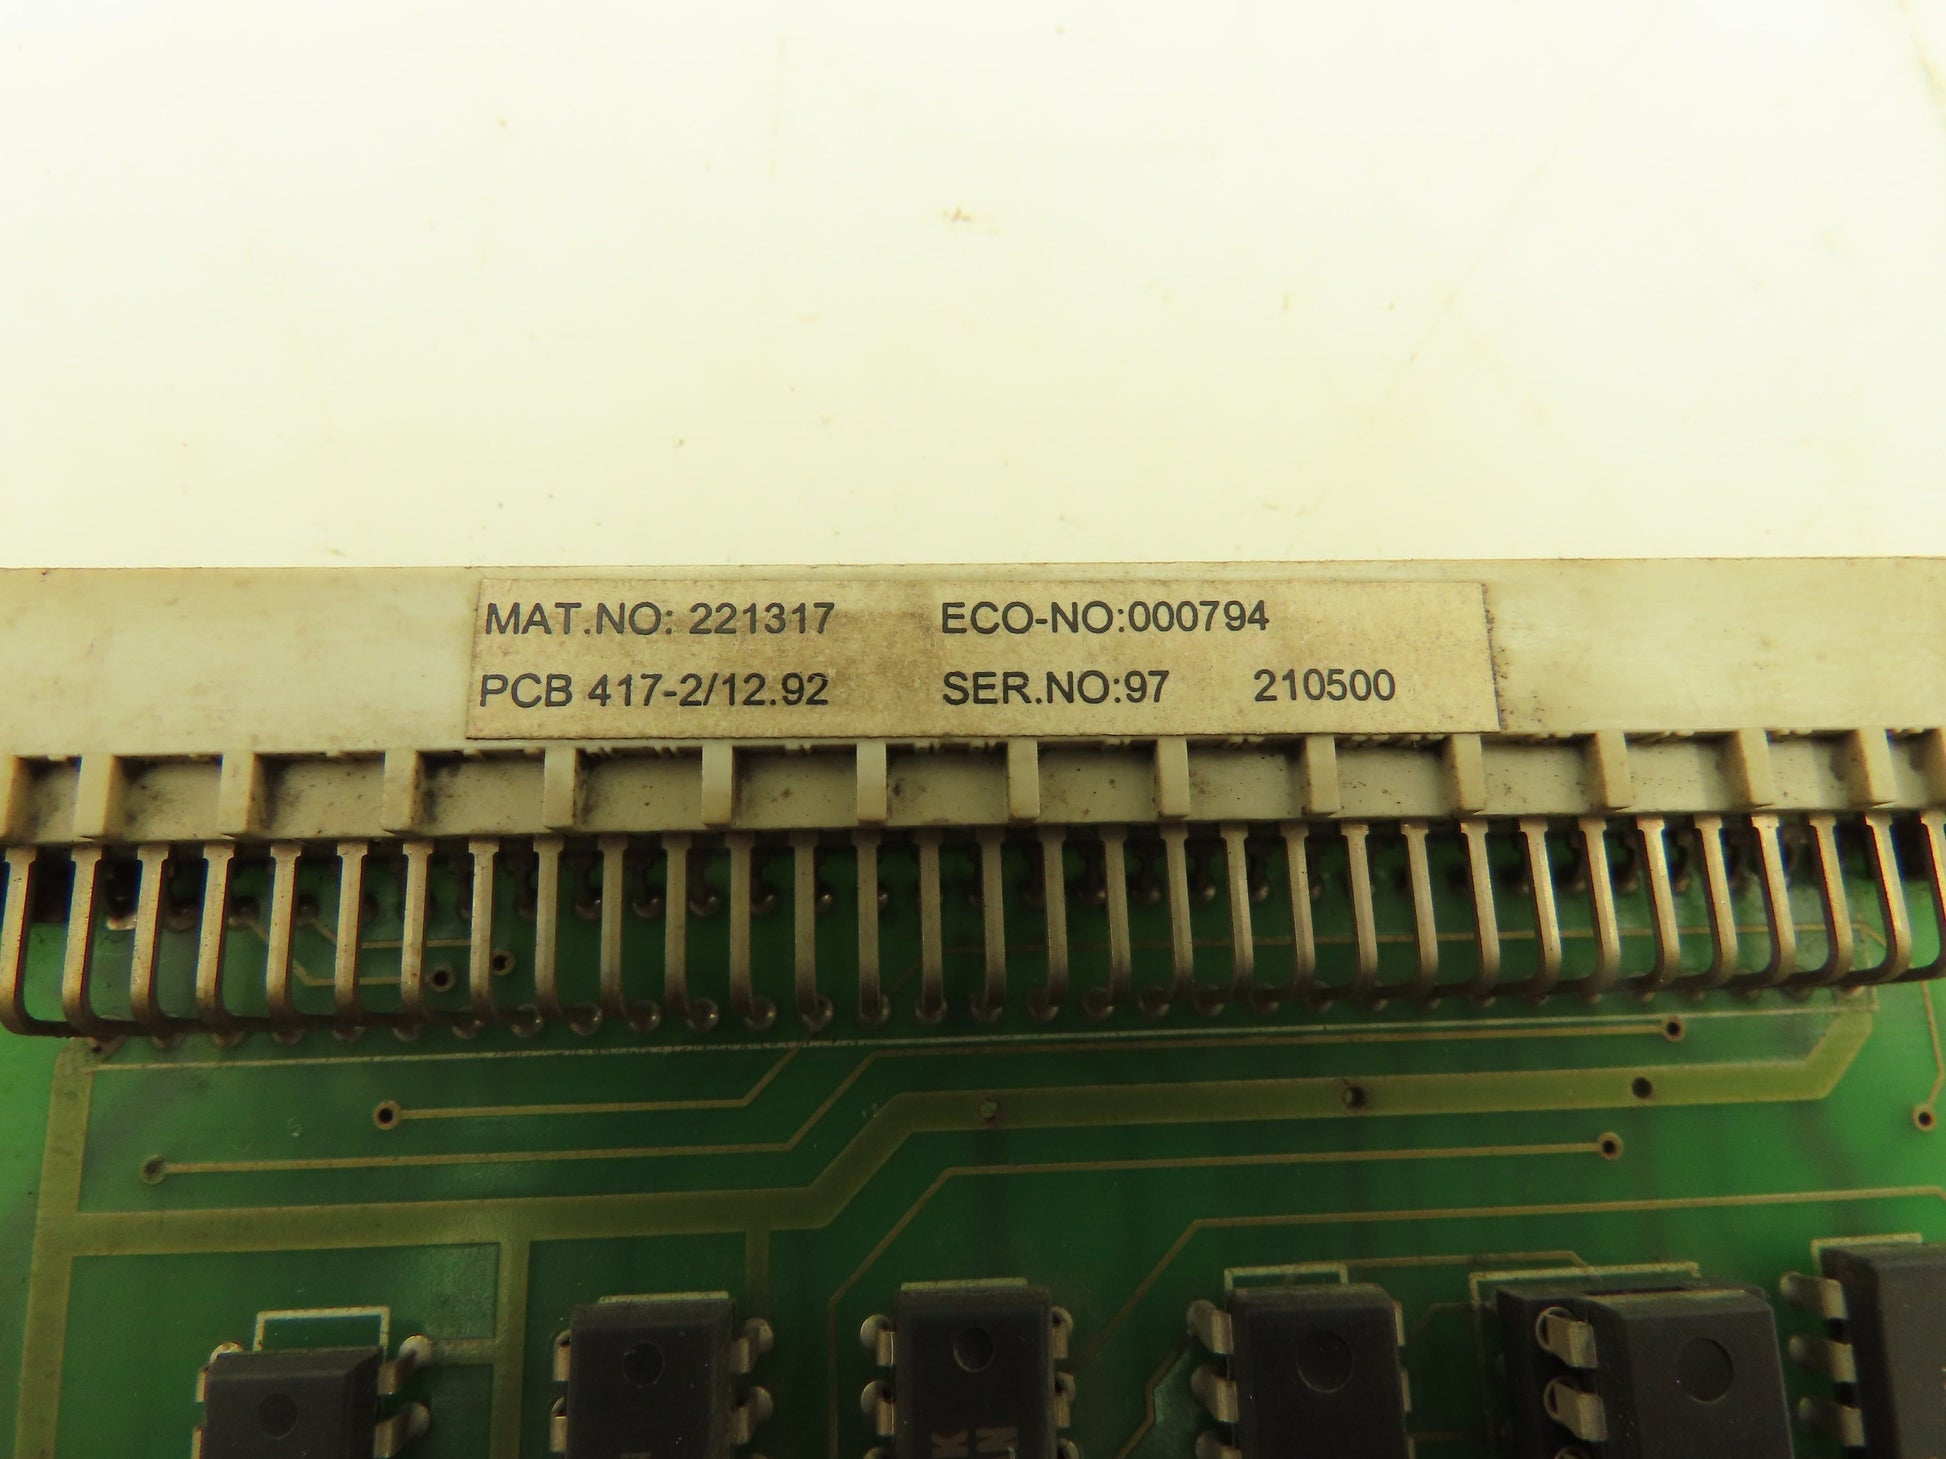 MAT.NO: 221317 ECO-NO:000794
PCB 417-2/12.92 SER.NO:97 210500